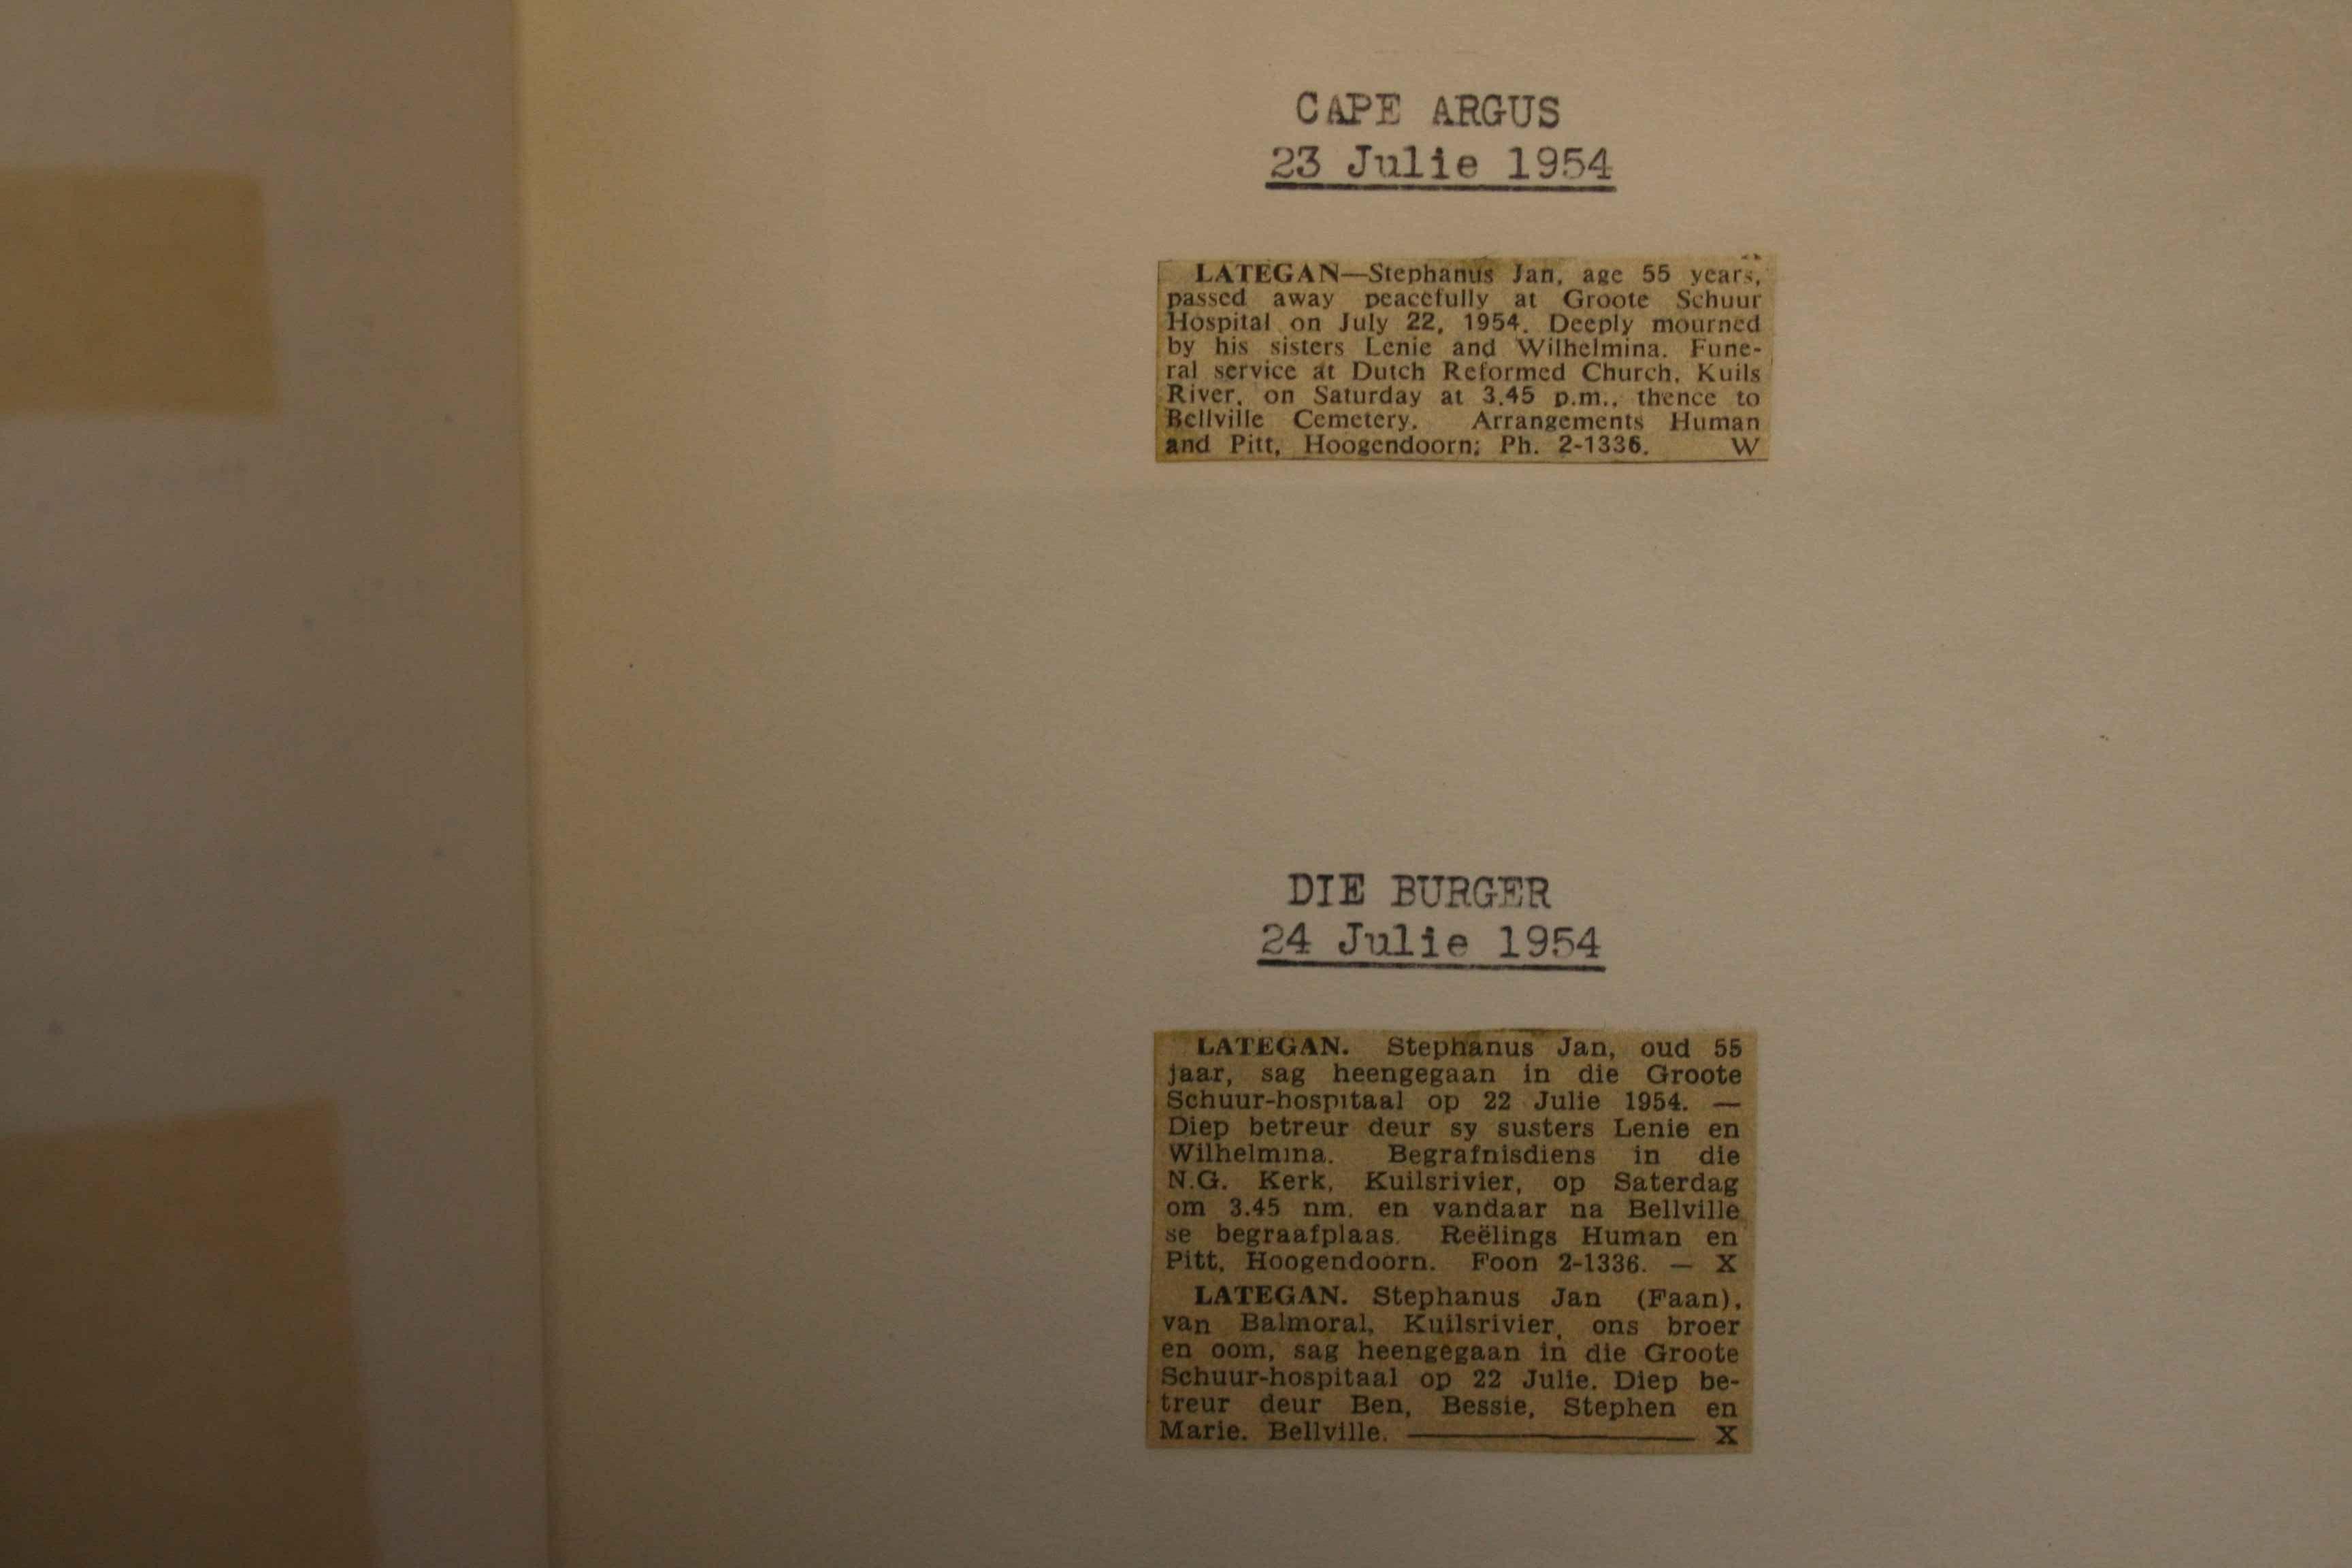 CAPE ARGUS
23 Julie 1954
LATEGAN—Stephanus Jan, age 55 years,
passed away peacefully at Groote Schuur
Hospital on July 22, 1954. Deeply mourned
by his sisters Lenie and Wilhelmina. Fune-
ral service at Dutch Reformed Church, Kuils
River, on Saturday at 3.45 p.m., thence to
Bellville Cemetery. Arrangements Human
and Pitt, Hoogendoorn; Ph. 2-1336. W
DIE BURGER
24 Julie 1954
LATEGAN. Stephanus Jan, oud 55
jaar, sag heengegaan in die Groote
Schuur-hospitaal op 22 Julie 1954. —
Diep betreur deur sy susters Lenie en
Wilhelmina. Begrafnisdiens in die
N.G. Kerk, Kuilsrivier, op Saterdag
om 3.45 nm. en vandaar na Bellville
se begraafplaas. Reëlings Human en
Pitt, Hoogendoorn. Foon 2-1336. — X
LATEGAN. Stephanus Jan (Faan),
van Balmoral, Kuilsrivier, ons broer
en oom, sag heengegaan in die Groote
Schuur-hospitaal op 22 Julie. Diep be-
treur deur Ben, Bessie, Stephen en
Marie. Bellville. — X